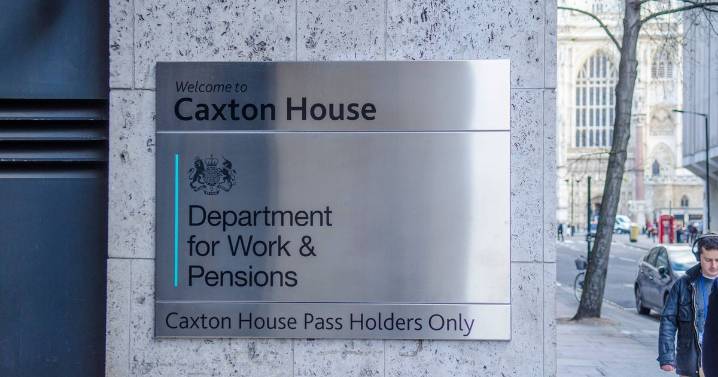 Welcome to
Caxton House
Department
for Work &
Pensions
Caxton House Pass Holders Only